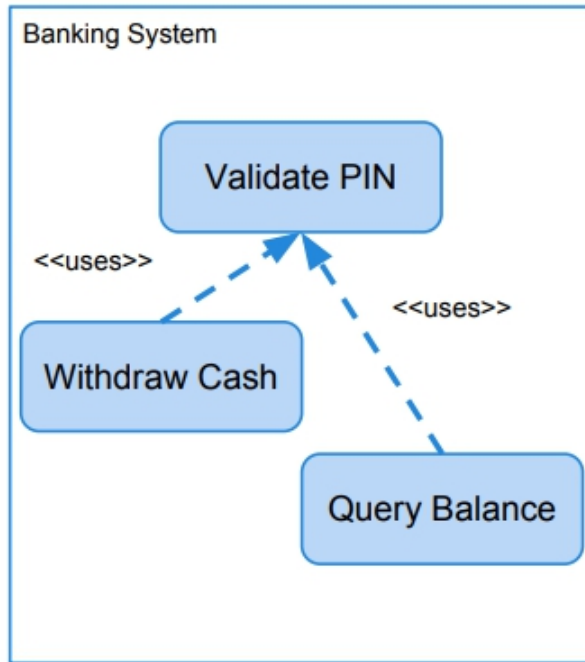 Banking System
Validate PIN
<<uses>>
<<uses>>
Withdraw Cash
Query Balance